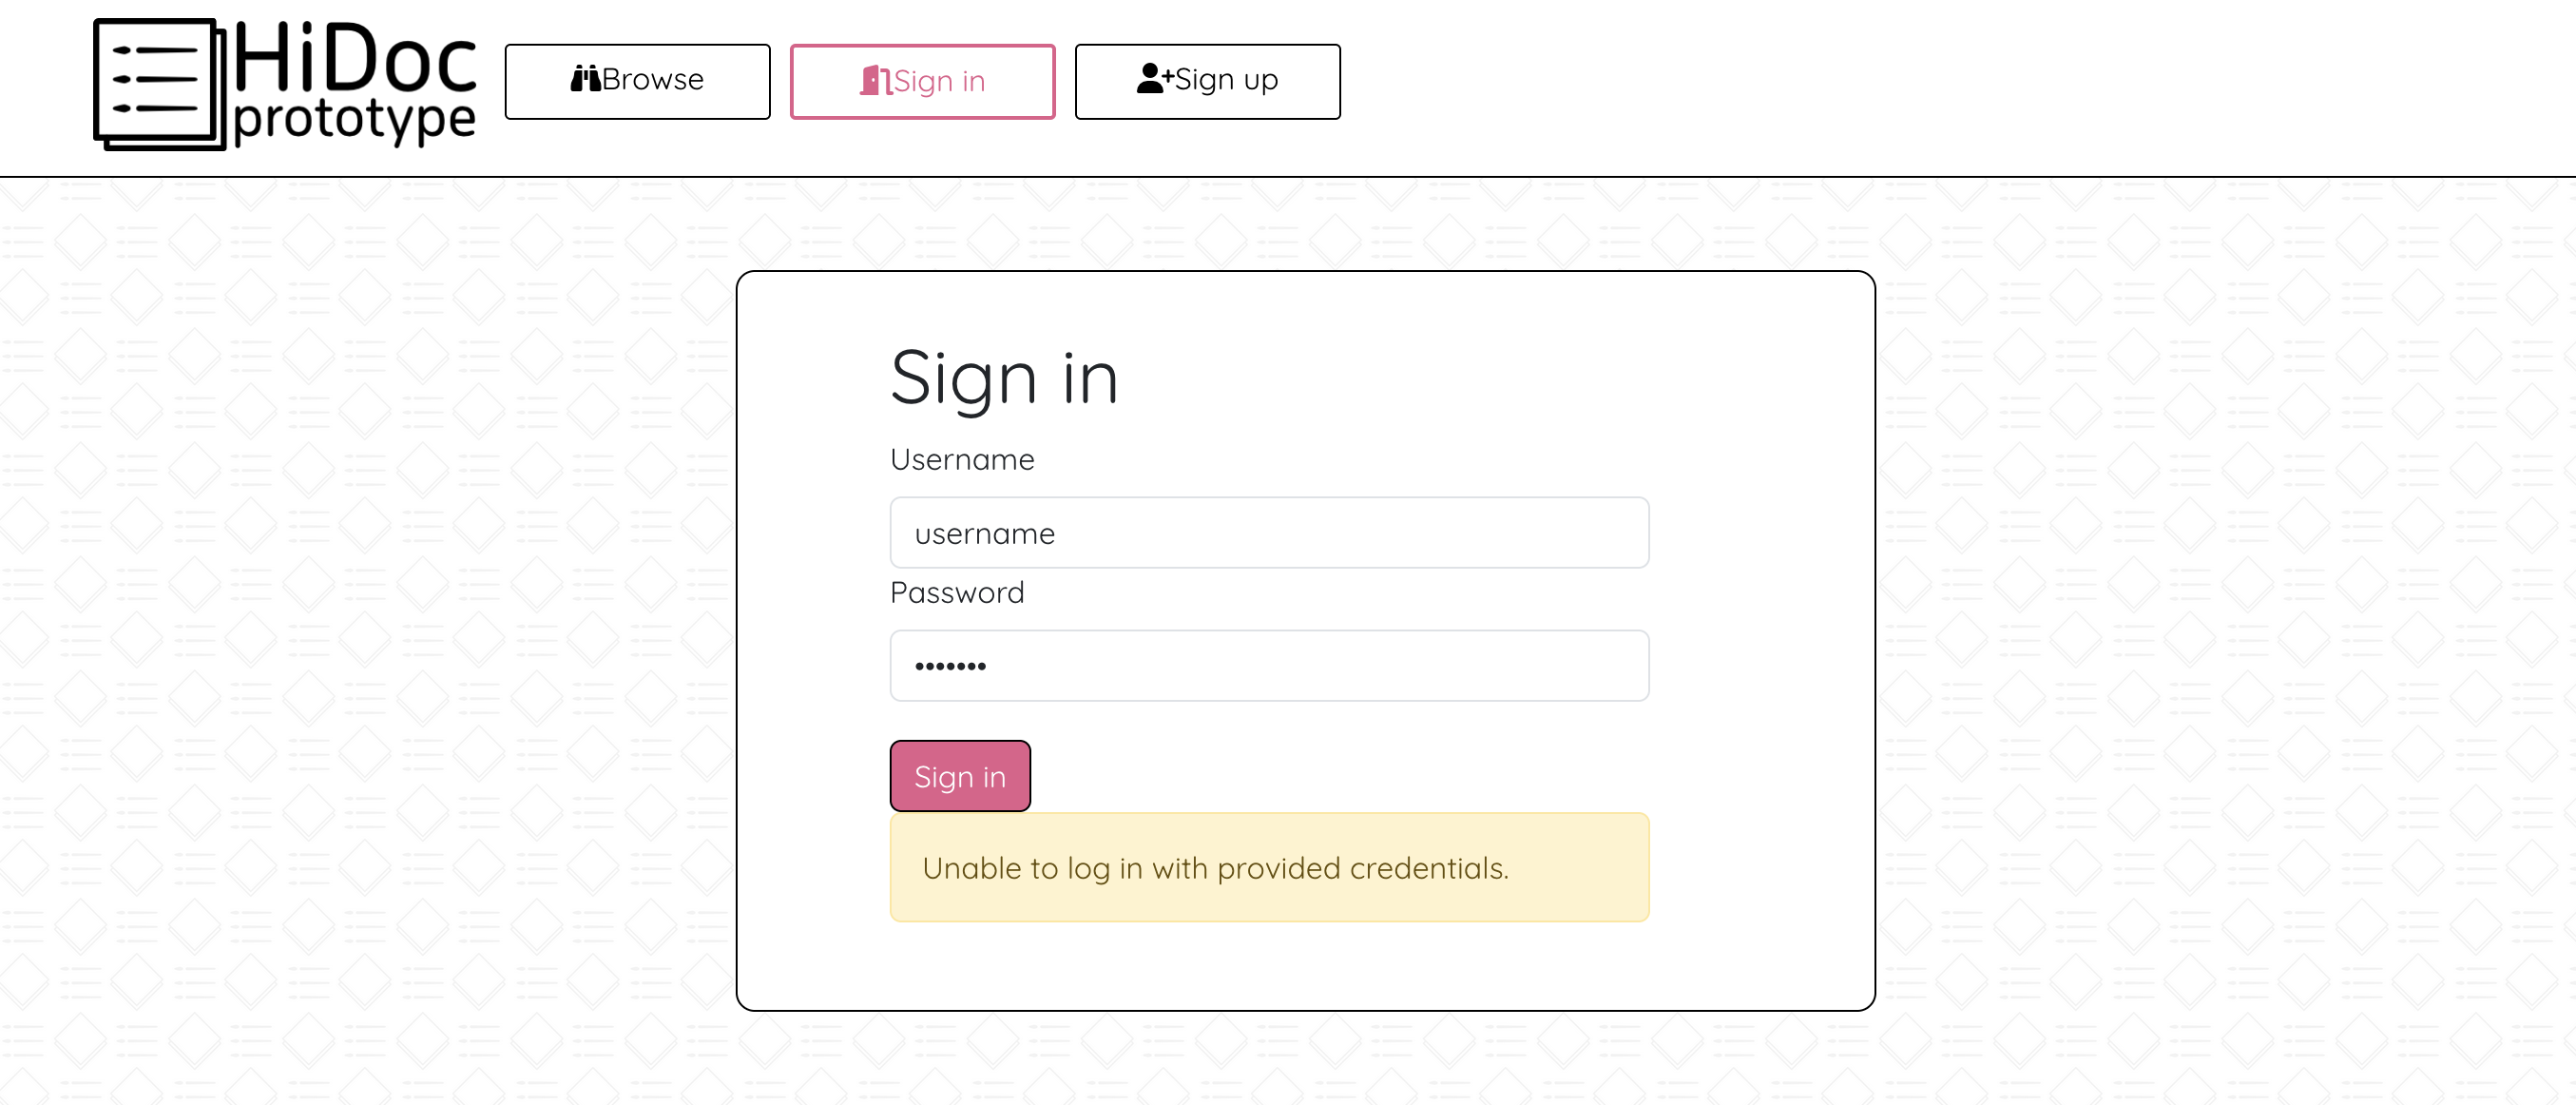 HiDoc
prototype
Browse
Sign in
Sign up
Sign in
Username
username
Password
•••••••
Sign in
Unable to log in with provided credentials.